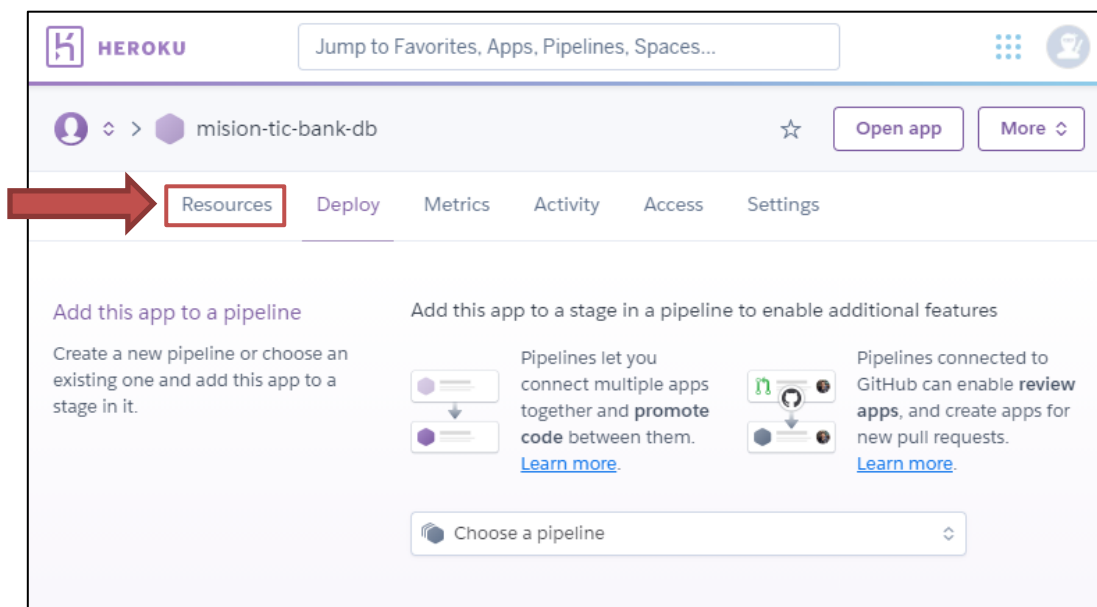 HEROKU
Jump to Favorites, Apps, Pipelines, Spaces...
mision-tic-bank-db
Open app
More
Resources
Deploy
Metrics
Activity
Access
Settings
Add this app to a pipeline
Create a new pipeline or choose an
existing one and add this app to a
stage in it.
Add this app to a stage in a pipeline to enable additional features
Pipelines let you
connect multiple apps
together and promote
code between them.
Learn more.
Pipelines connected to
GitHub can enable review
apps, and create apps for
new pull requests.
Learn more.
Choose a pipeline